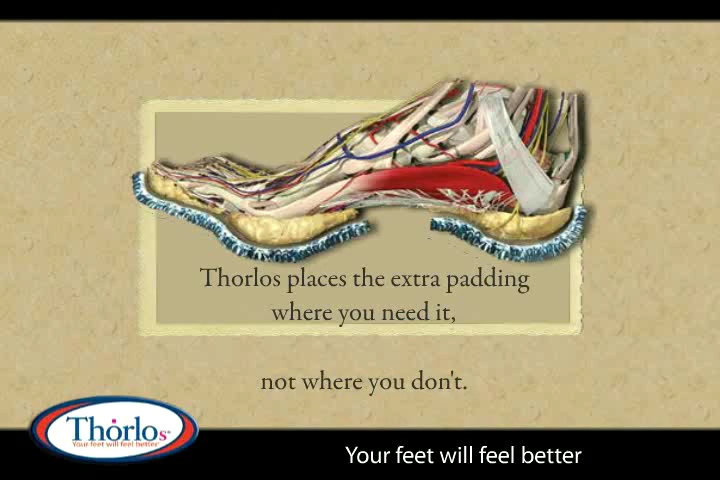 Thorlos places the extra padding
where you need it,
not where you don't.
Thorlos®
Your feet will feel better
Your feet will feel better